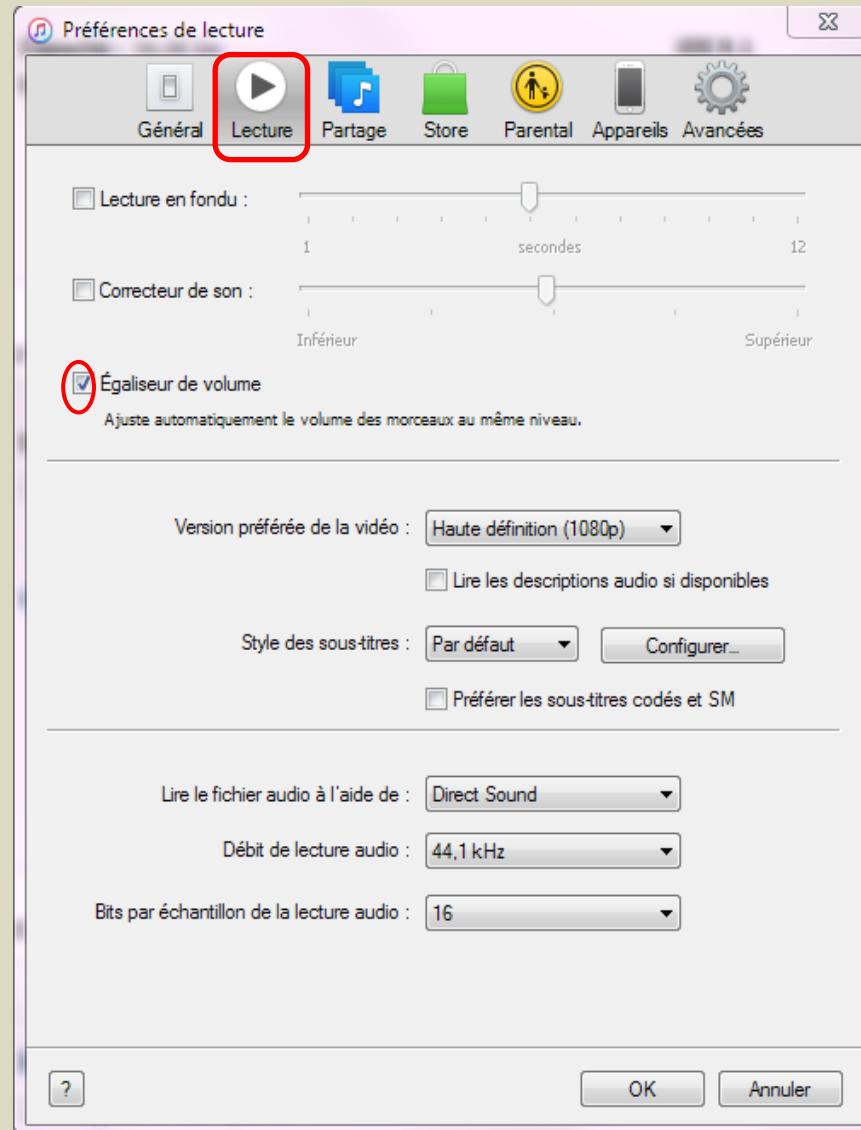 Préférences de lecture
Général Lecture Partage Store Parental Appareils Avancées
Lecture en fondu :
1 secondes 12
Correcteur de son :
Inférieur Supérieur
Égaliseur de volume
Ajuste automatiquement le volume des morceaux au même niveau.
Version préférée de la vidéo : Haute définition (1080p)
Lire les descriptions audio si disponibles
Style des sous-titres : Par défaut Configurer...
Préférer les sous-titres codés et SM
Lire le fichier audio à l'aide de : Direct Sound
Débit de lecture audio : 44,1 kHz
Bits par échantillon de la lecture audio : 16
? OK Annuler